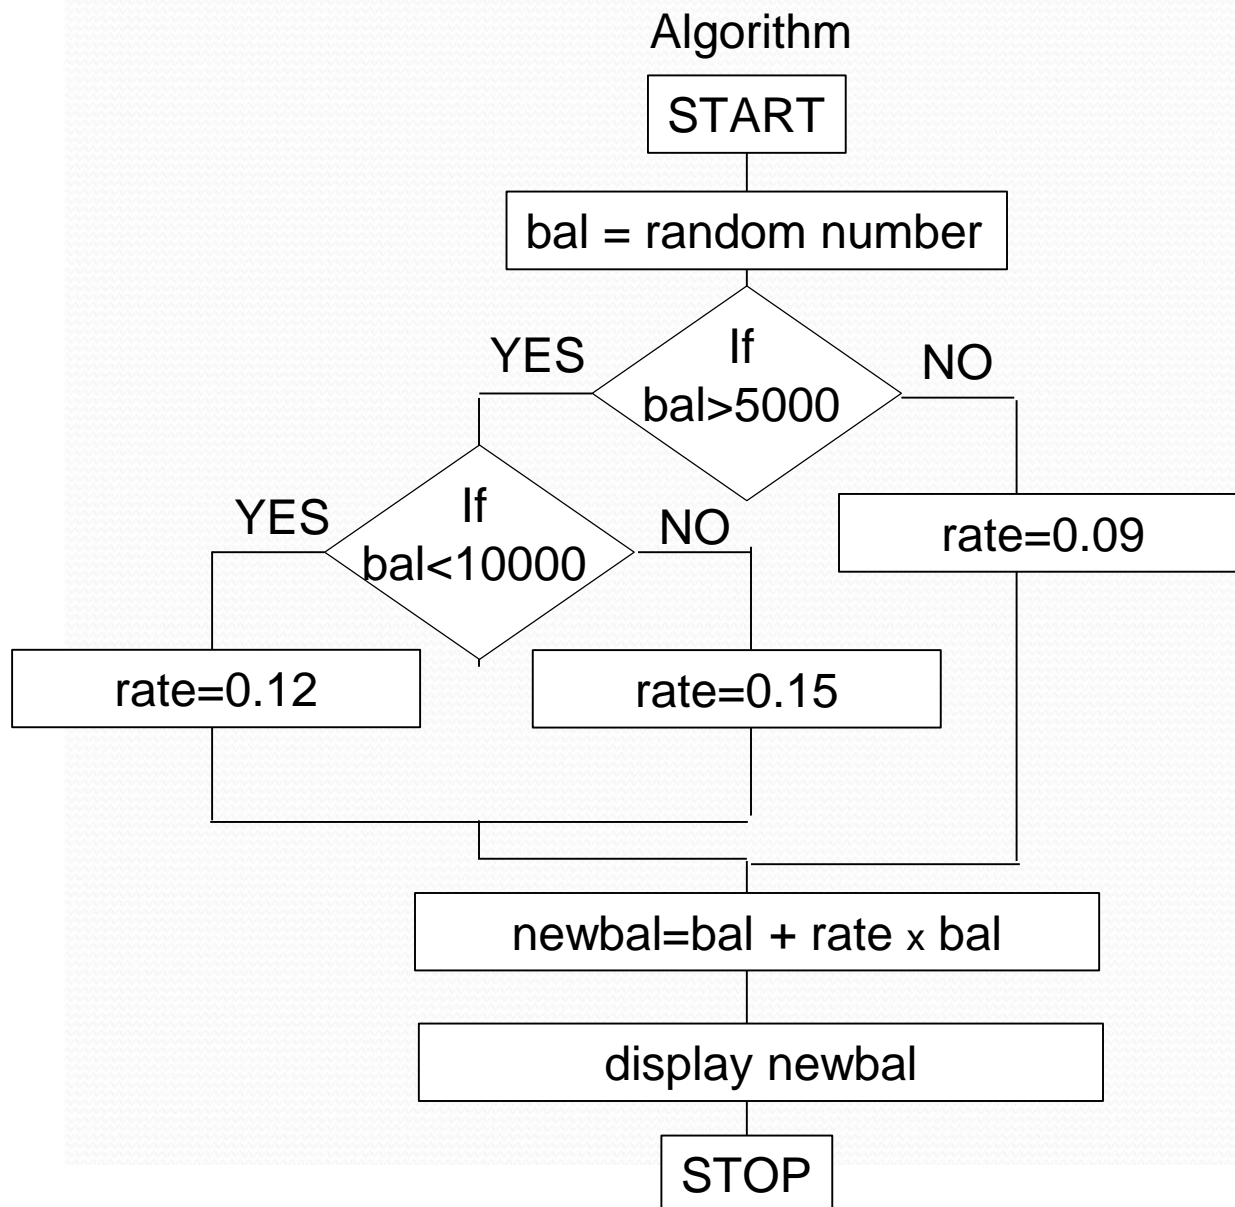 Algorithm
START
bal = random number
If
bal>5000
YES
NO
If
bal<10000
YES
NO
rate=0.09
rate=0.12
rate=0.15
newbal=bal + rate x bal
display newbal
STOP